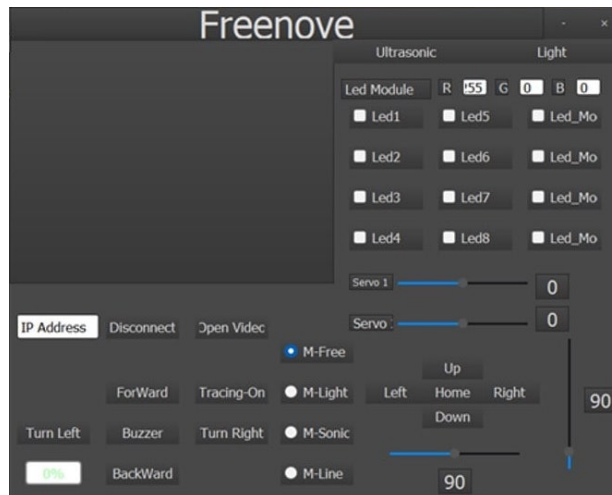 Freenove
- ×
Ultrasonic Light
Led Module R 255 G 0 B 0
Led1 Led5 Led_Mo
Led2 Led6 Led_Mo
Led3 Led7 Led_Mo
Led4 Led8 Led_Mo
Servo 1 0
Servo 0
IP Address Disconnect Open Video
M-Free
Up
ForWard Tracing-On M-Light Left Home Right 90
Down
Turn Left Buzzer Turn Right M-Sonic
0% BackWard M-Line 90